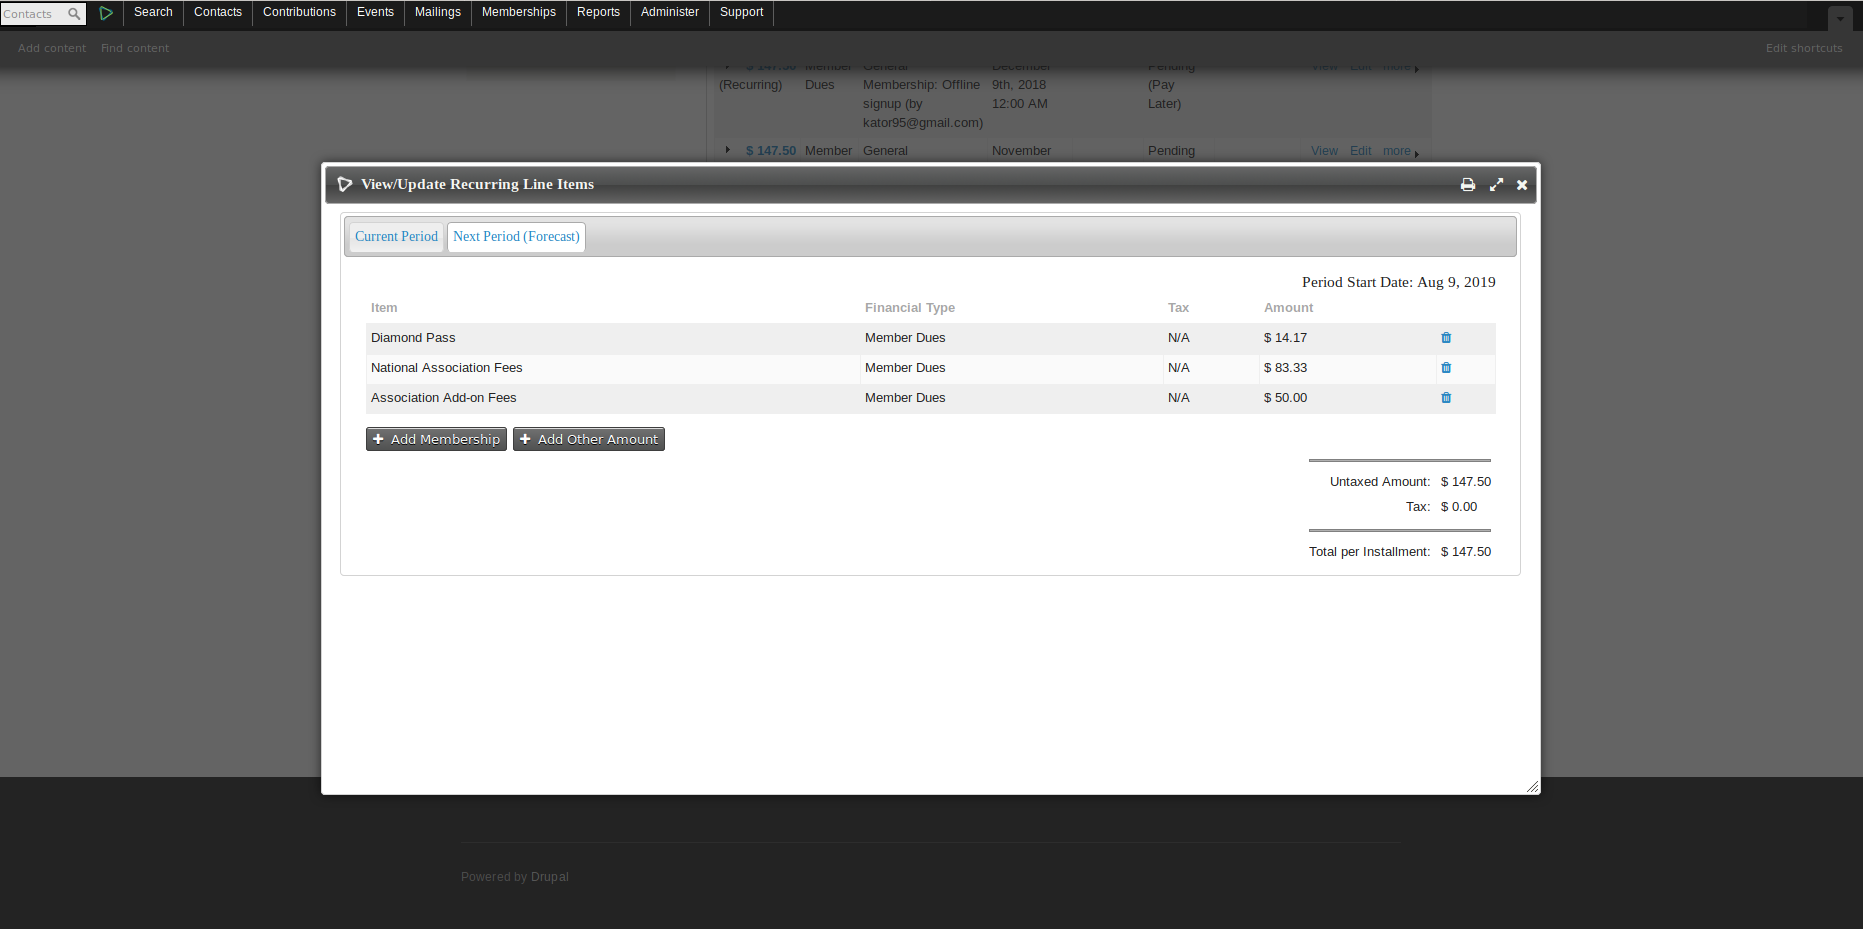 Contacts
Search
Contacts
Contributions
Events
Mailings
Memberships
Reports
Administer
Support
Add content
Find content
Edit shortcuts
$ 147.50 Member General December Pending View Edit more
(Recurring) Dues Membership: Offline 9th, 2018 (Pay
signup (by 12:00 AM Later)
kator95@gmail.com)
$ 147.50 Member General November Pending View Edit more
View/Update Recurring Line Items
Current Period Next Period (Forecast)
Period Start Date: Aug 9, 2019
Item Financial Type Tax Amount
Diamond Pass Member Dues N/A $ 14.17
National Association Fees Member Dues N/A $ 83.33
Association Add-on Fees Member Dues N/A $ 50.00
Add Membership Add Other Amount
Untaxed Amount: $ 147.50
Tax: $ 0.00
Total per Installment: $ 147.50
Powered by Drupal